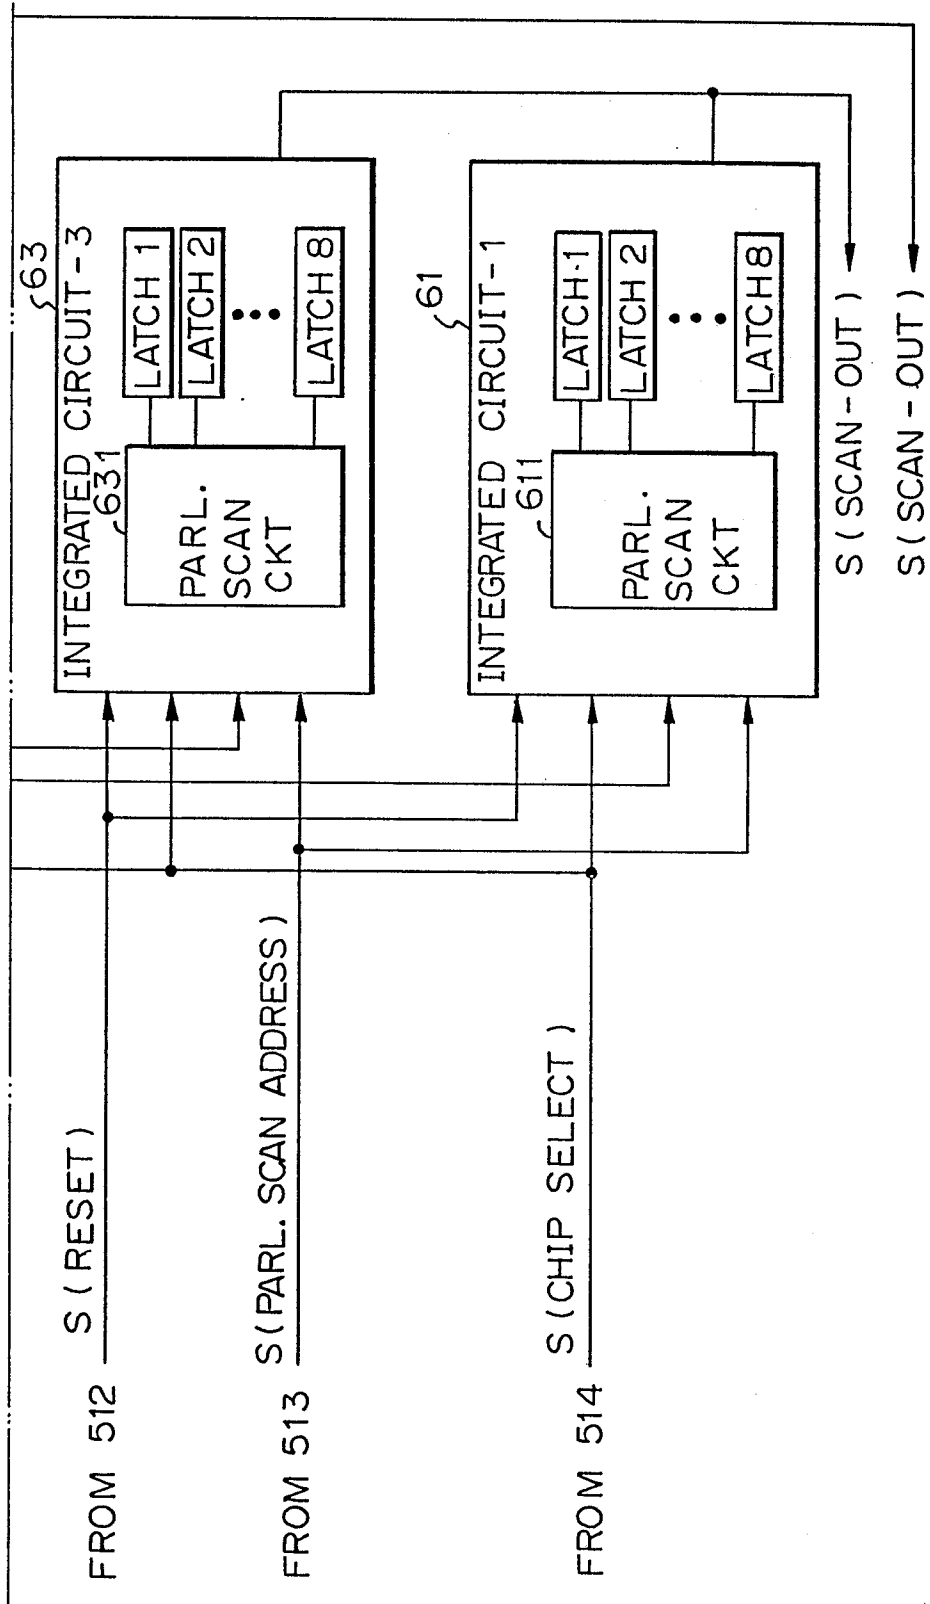 63
INTEGRATED CIRCUIT-3
631
PARL.
SCAN
CKT
LATCH 1
LATCH 2
LATCH 8
61
INTEGRATED CIRCUIT-1
611
PARL.
SCAN
CKT
LATCH-1
LATCH 2
LATCH 8
S(SCAN-OUT)
S(SCAN-OUT)
FROM 512
S(RESET)
FROM 513
S(PARL. SCAN ADDRESS)
FROM 514
S(CHIP SELECT)